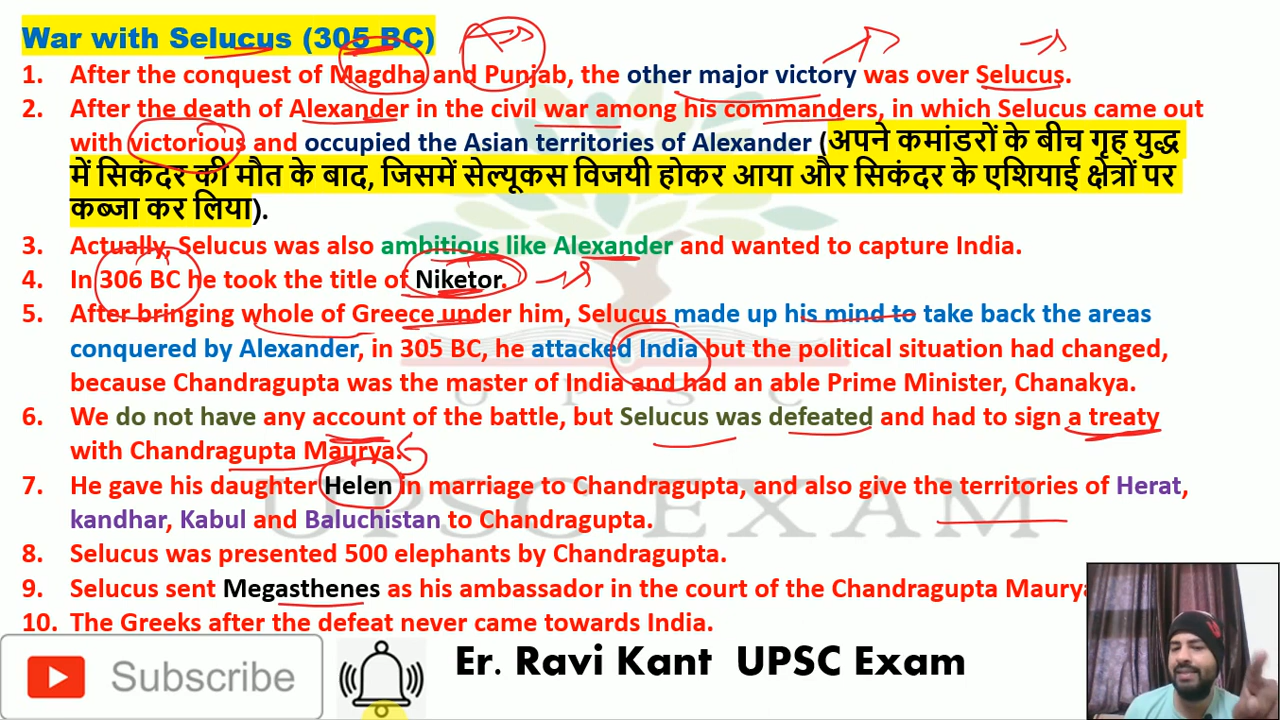 War with Selucus (305 BC)
1. After the conquest of Magdha and Punjab, the other major victory was over Selucus.
2. After the death of Alexander in the civil war among his commanders, in which Selucus came out
with victorious and occupied the Asian territories of Alexander (अपने कमांडरों के बीच गृह युद्ध
में सिकंदर की मौत के बाद, जिसमें सेल्यूकस विजयी होकर आया और सिकंदर के एशियाई क्षेत्रों पर
कब्जा कर लिया).
3. Actually, Selucus was also ambitious like Alexander and wanted to capture India.
4. In 306 BC he took the title of Niketor.
5. After bringing whole of Greece under him, Selucus made up his mind to take back the areas
conquered by Alexander, in 305 BC, he attacked India but the political situation had changed,
because Chandragupta was the master of India and had an able Prime Minister, Chanakya.
6. We do not have any account of the battle, but Selucus was defeated and had to sign a treaty
with Chandragupta Maurya.
7. He gave his daughter Helen in marriage to Chandragupta, and also give the territories of Herat,
kandhar, Kabul and Baluchistan to Chandragupta.
8. Selucus was presented 500 elephants by Chandragupta.
9. Selucus sent Megasthenes as his ambassador in the court of the Chandragupta Maurya
10. The Greeks after the defeat never came towards India.
Subscribe
Er. Ravi Kant UPSC Exam
UPSC
UPSC EXAM